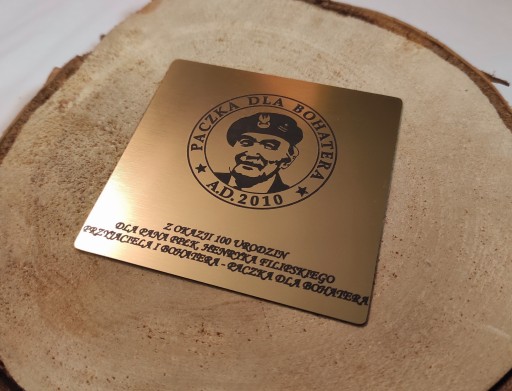 PACZKA DLA BOHATERA
★ A.D.2010 ★
Z OKAZJI 100 URODZIN
DLA PANA PPŁK HENRYKA FILIPSKIEGO
PRZYJACIELA I BOHATERA - PACZKA DLA BOHATERA